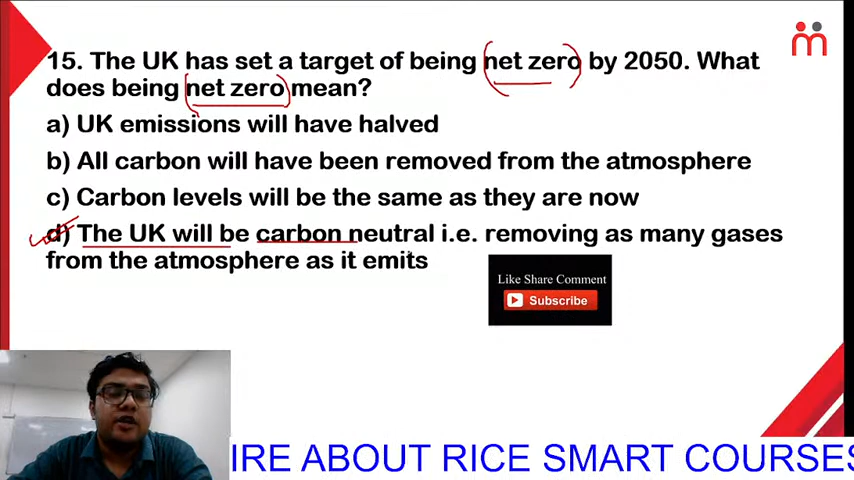 15. The UK has set a target of being net zero by 2050. What
does being net zero mean?
a) UK emissions will have halved
b) All carbon will have been removed from the atmosphere
c) Carbon levels will be the same as they are now
d) The UK will be carbon neutral i.e. removing as many gases
from the atmosphere as it emits
Like Share Comment
Subscribe
IRE ABOUT RICE SMART COURSES